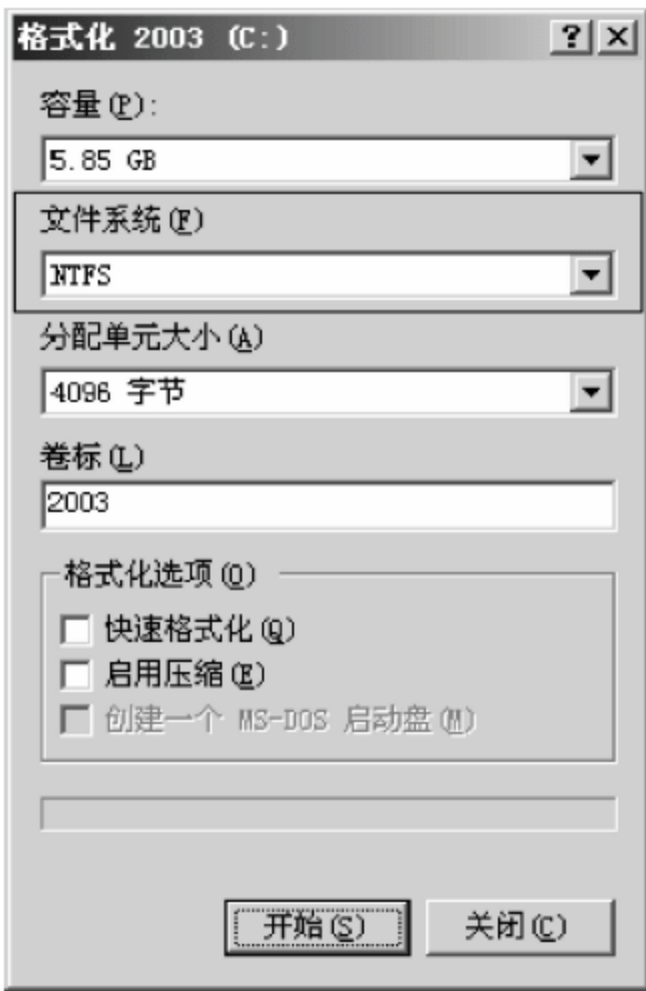 格式化 2003 (C:)
容量(P):
5.85 GB
文件系统(F)
NTFS
分配单元大小(A)
4096 字节
卷标(L)
2003
格式化选项(O)
快速格式化(Q)
启用压缩(E)
创建一个 MS-DOS 启动盘(M)
开始(S)
关闭(C)